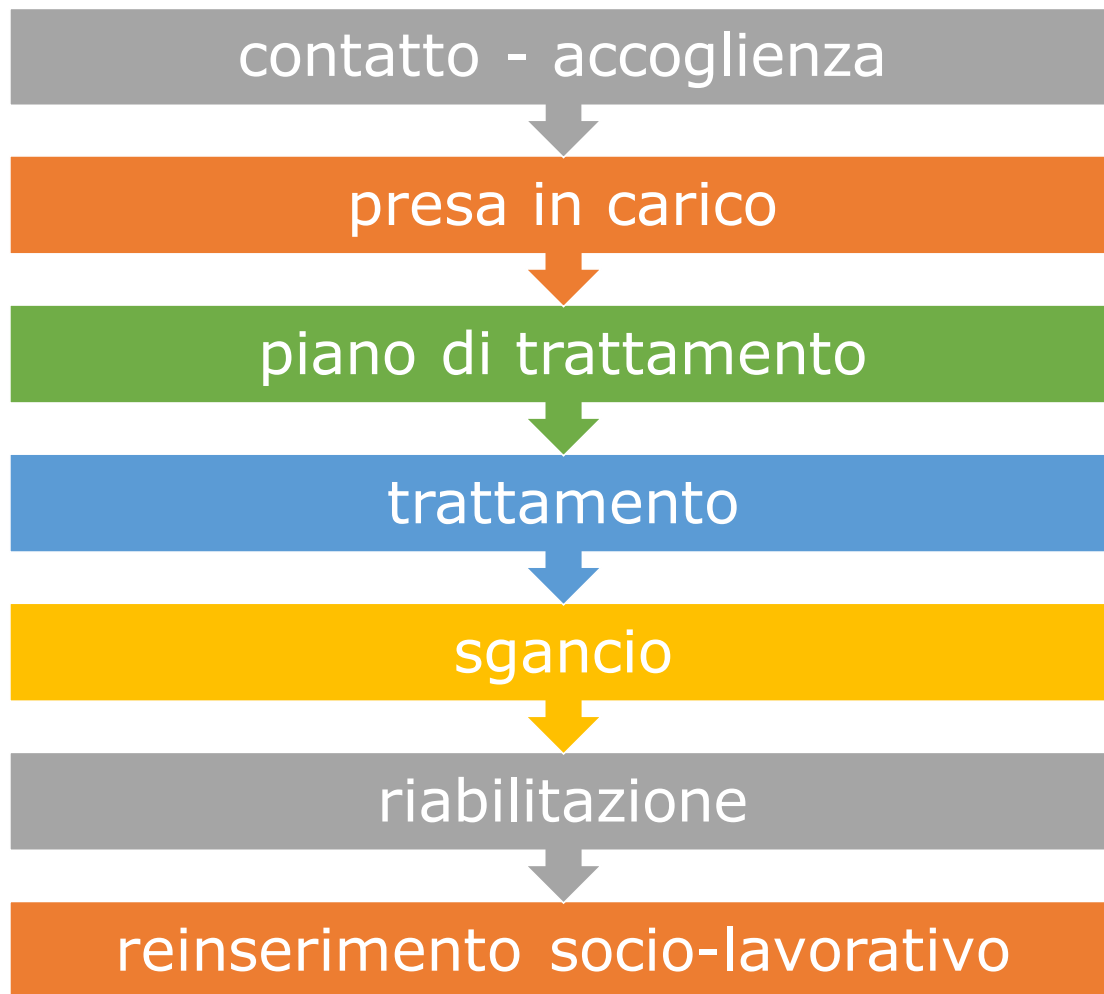 contatto - accoglienza
presa in carico
piano di trattamento
trattamento
sgancio
riabilitazione
reinserimento socio-lavorativo